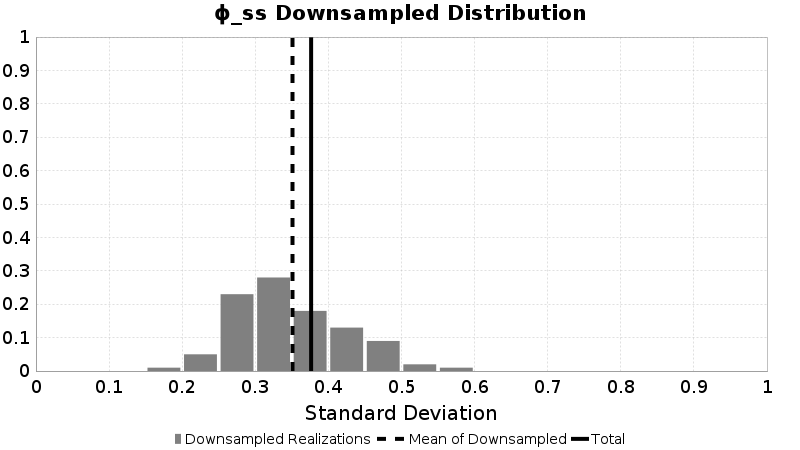 ϕ_ss Downsampled Distribution
1
0.9
0.8
0.7
0.6
0.5
0.4
0.3
0.2
0.1
0
0 0.1 0.2 0.3 0.4 0.5 0.6 0.7 0.8 0.9 1
Standard Deviation
Downsampled Realizations Mean of Downsampled Total